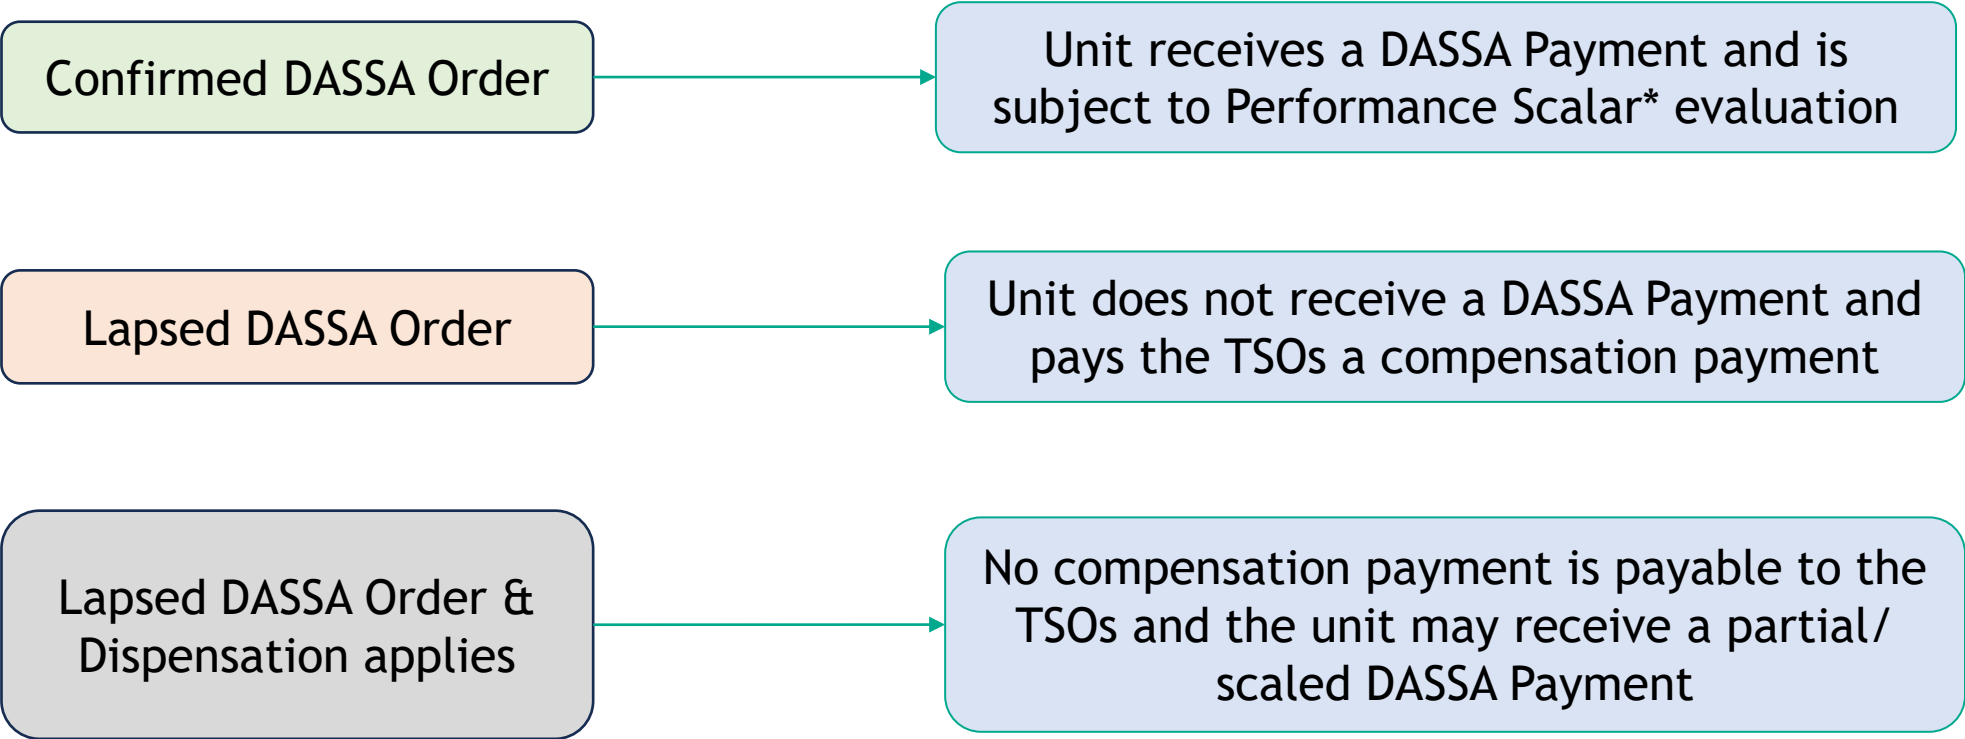 Confirmed DASSA Order
Unit receives a DASSA Payment and is
subject to Performance Scalar* evaluation
Lapsed DASSA Order
Unit does not receive a DASSA Payment and
pays the TSOs a compensation payment
Lapsed DASSA Order &
Dispensation applies
No compensation payment is payable to the
TSOs and the unit may receive a partial/
scaled DASSA Payment